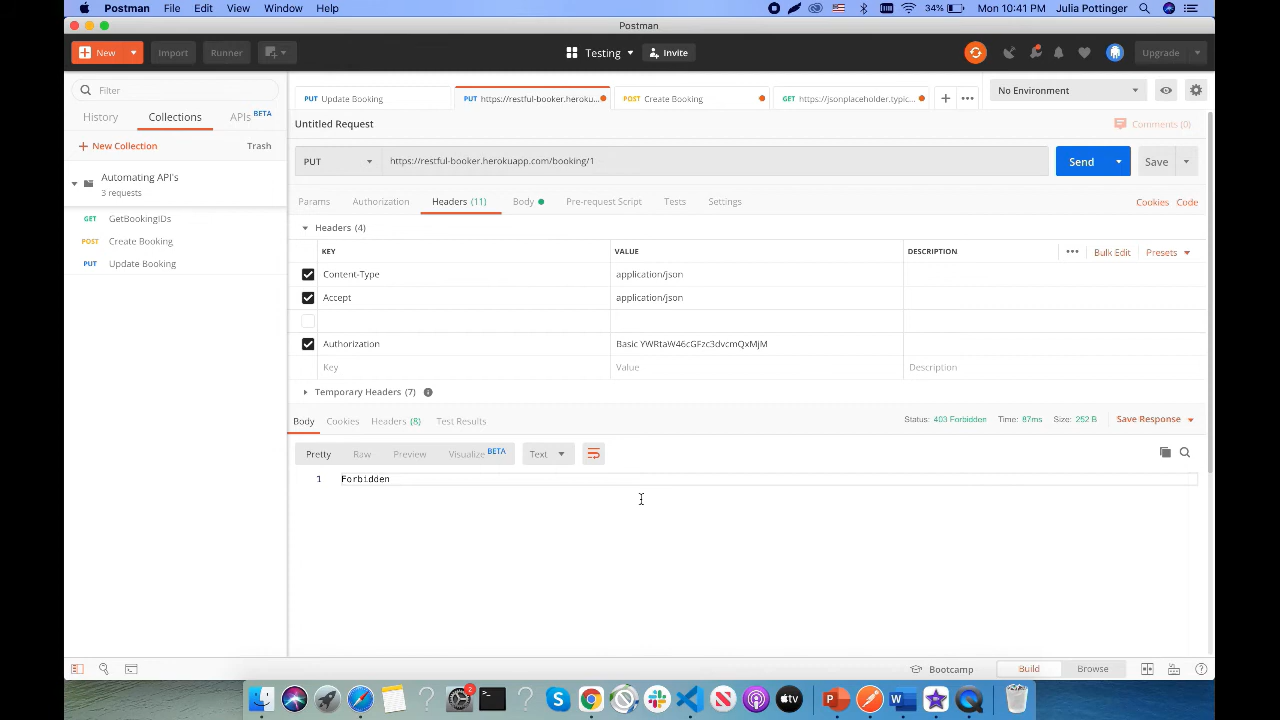 Postman File Edit View Window Help 34% Mon 10:41 PM Julia Pottinger
Postman
New Import Runner Testing Invite Upgrade
Filter
History Collections APIs BETA
New Collection Trash
Automating API's
3 requests
GET GetBookingIDs
POST Create Booking
PUT Update Booking
PUT Update Booking PUT https://restful-booker.heroku... POST Create Booking GET https://jsonplaceholder.typic... No Environment
Untitled Request Comments (0)
PUT https://restful-booker.herokuapp.com/booking/1 Send Save
Params Authorization Headers (11) Body Pre-request Script Tests Settings Cookies Code
Headers (4)
KEY VALUE DESCRIPTION Bulk Edit Presets
Content-Type application/json
Accept application/json
Authorization Basic YWRtaW46cGFzc3dvcmQxMjM
Key Value Description
Temporary Headers (7)
Body Cookies Headers (8) Test Results Status: 403 Forbidden Time: 87ms Size: 252 B Save Response
Pretty Raw Preview Visualize BETA Text
1 Forbidden
Bootcamp Build Browse
2